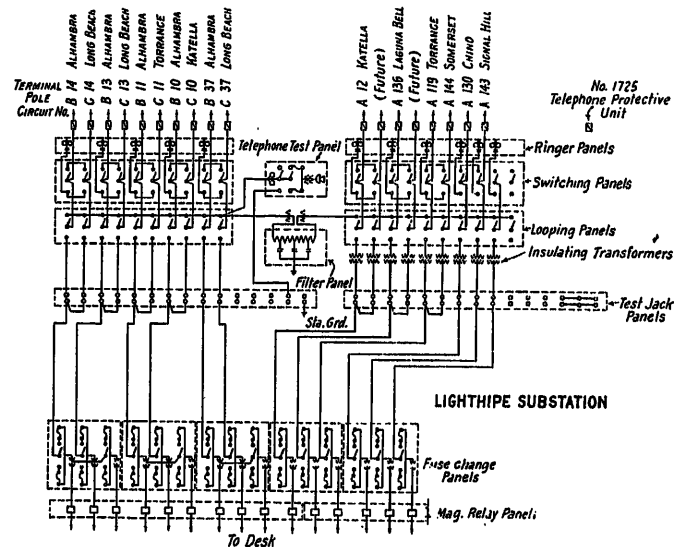 ALHAMBRA
LONG BEACH
ALHAMBRA
LONG BEACH
ALHAMBRA
TORRANCE
ALHAMBRA
KATELLA
ALHAMBRA
LONG BEACH
TERMINAL
POLE
CIRCUIT NO.
B 14
C 14
B 13
C 13
B 11
C 11
B 10
C 10
B 37
C 37
A 12 KATELLA
(Future)
A 136 LAGUNA BELL
(Future)
A 119 TORRANCE
A 144 SOMERSET
A 130 CHINO
A 143 SIGNAL HILL
No. 1725
Telephone Protective
Unit
Telephone Test Panel
Ringer Panels
Switching Panels
Looping Panels
Insulating Transformers
Filter Panel
Sta. Grd.
Test Jack
Panels
LIGHTHIPE SUBSTATION
Fuse change
Panels
Mag. Relay Panels
To Desk